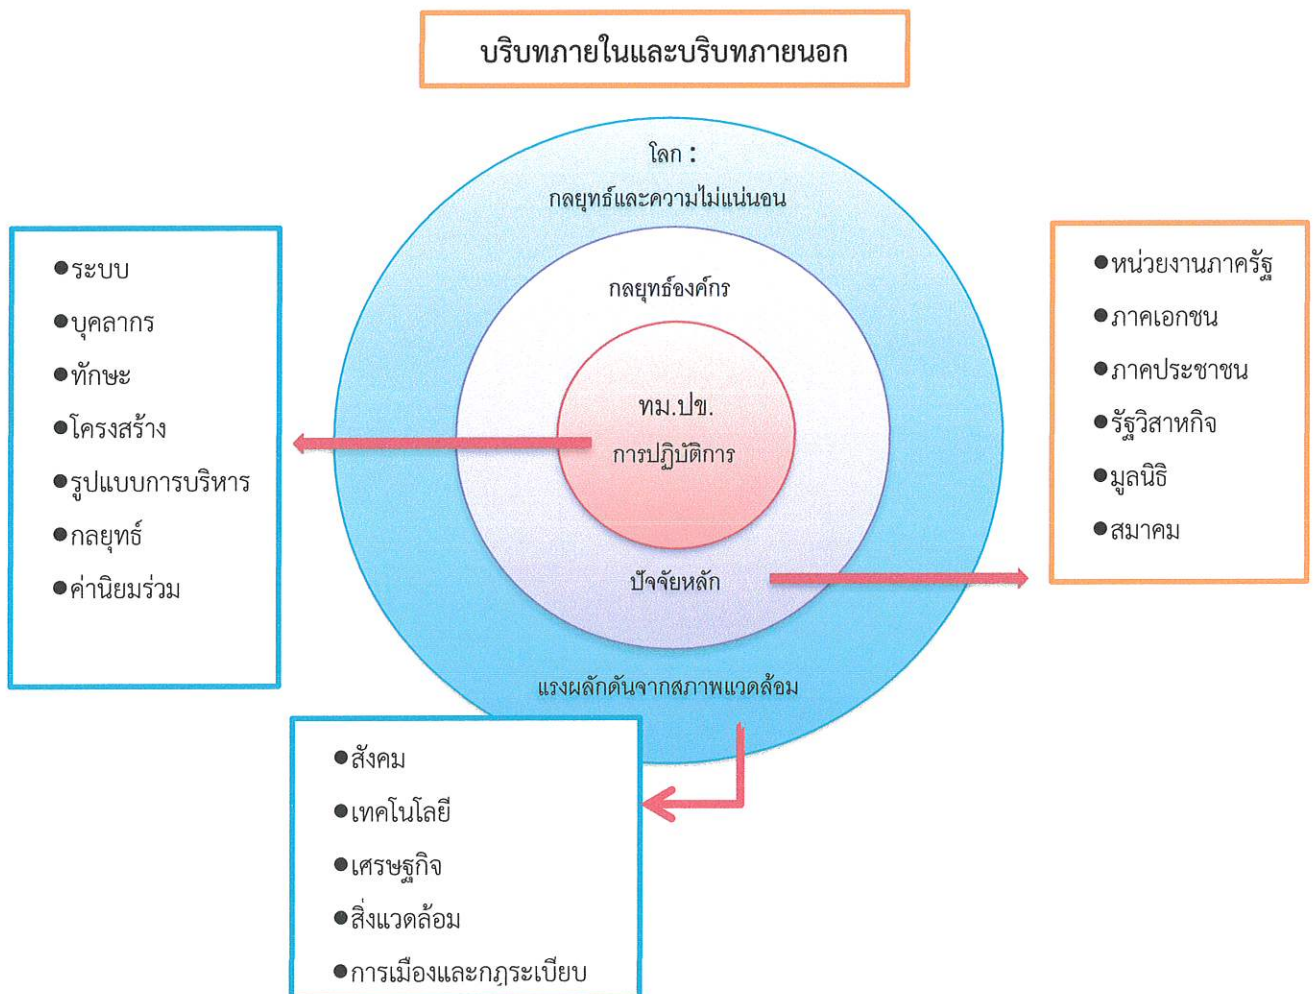 บริบทภายในและบริบทภายนอก
โลก :
กลยุทธ์และความไม่แน่นอน
กลยุทธ์องค์กร
ทม.ปข.
การปฏิบัติการ
ปัจจัยหลัก
แรงผลักดันจากสภาพแวดล้อม
●ระบบ
●บุคลากร
●ทักษะ
●โครงสร้าง
●รูปแบบการบริหาร
●กลยุทธ์
●ค่านิยมร่วม
●หน่วยงานภาครัฐ
●ภาคเอกชน
●ภาคประชาชน
●รัฐวิสาหกิจ
●มูลนิธิ
●สมาคม
●สังคม
●เทคโนโลยี
●เศรษฐกิจ
●สิ่งแวดล้อม
●การเมืองและกฎระเบียบ